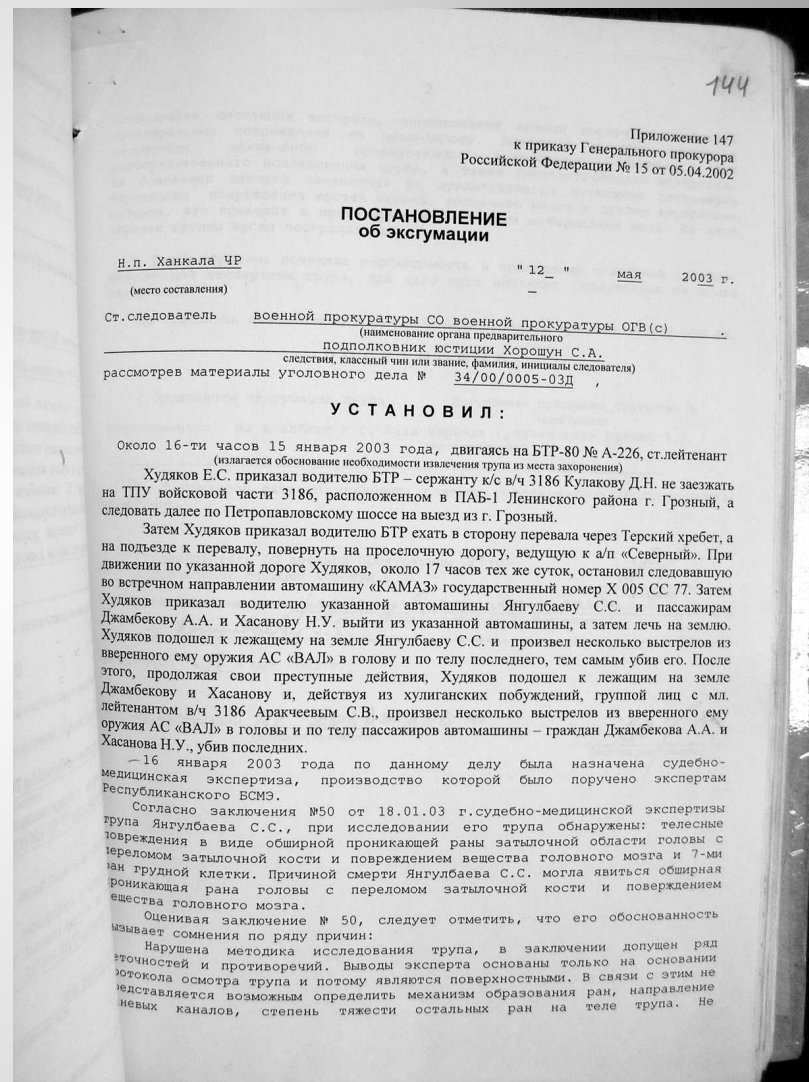 144
Приложение 147
к приказу Генерального прокурора
Российской Федерации № 15 от 05.04.2002
ПОСТАНОВЛЕНИЕ
об эксгумации
Н.п. Ханкала ЧР " 12_ " мая 2003 г.
(место составления)
Ст.следователь военной прокуратуры СО военной прокуратуры ОГВ(с) .
(наименование органа предварительного
подполковник юстиции Хорошун С.А.
следствия, классный чин или звание, фамилия, инициалы следователя)
рассмотрев материалы уголовного дела № 34/00/0005-03Д ,
УСТАНОВИЛ:
Около 16-ти часов 15 января 2003 года, двигаясь на БТР-80 № А-226, ст.лейтенант
(излагается обоснование необходимости извлечения трупа из места захоронения)
Худяков Е.С. приказал водителю БТР – сержанту к/с в/ч 3186 Кулакову Д.Н. не заезжать
на ТПУ войсковой части 3186, расположенном в ПАБ-1 Ленинского района г. Грозный, а
следовать далее по Петропавловскому шоссе на выезд из г. Грозный.
Затем Худяков приказал водителю БТР ехать в сторону перевала через Терский хребет, а
на подъезде к перевалу, повернуть на проселочную дорогу, ведущую к а/п «Северный». При
движении по указанной дороге Худяков, около 17 часов тех же суток, остановил следовавшую
во встречном направлении автомашину «КАМАЗ» государственный номер Х 005 СС 77. Затем
Худяков приказал водителю указанной автомашины Янгулбаеву С.С. и пассажирам
Джамбекову А.А. и Хасанову Н.У. выйти из указанной автомашины, а затем лечь на землю.
Худяков подошел к лежащему на земле Янгулбаеву С.С. и произвел несколько выстрелов из
вверенного ему оружия АС «ВАЛ» в голову и по телу последнего, тем самым убив его. После
этого, продолжая свои преступные действия, Худяков подошел к лежащим на земле
Джамбекову и Хасанову и, действуя из хулиганских побуждений, группой лиц с мл.
лейтенантом в/ч 3186 Аракчеевым С.В., произвел несколько выстрелов из вверенного ему
оружия АС «ВАЛ» в головы и по телу пассажиров автомашины – граждан Джамбекова А.А. и
Хасанова Н.У., убив последних.
16 января 2003 года по данному делу была назначена судебно-
медицинская экспертиза, производство которой было поручено экспертам
Республиканского БСМЭ.
Согласно заключения №50 от 18.01.03 г.судебно-медицинской экспертизы
трупа Янгулбаева С.С., при исследовании его трупа обнаружены: телесные
повреждения в виде обширной проникающей раны затылочной области головы с
переломом затылочной кости и повреждением вещества головного мозга и 7-ми
ран грудной клетки. Причиной смерти Янгулбаева С.С. могла явиться обширная
проникающая рана головы с переломом затылочной кости и поверждением
вещества головного мозга.
Оценивая заключение № 50, следует отметить, что его обоснованность
вызывает сомнения по ряду причин:
Нарушена методика исследования трупа, в заключении допущен ряд
неточностей и противоречий. Выводы эксперта основаны только на основании
протокола осмотра трупа и потому являются поверхностными. В связи с этим не
представляется возможным определить механизм образования ран, направление
раневых каналов, степень тяжести остальных ран на теле трупа. Не